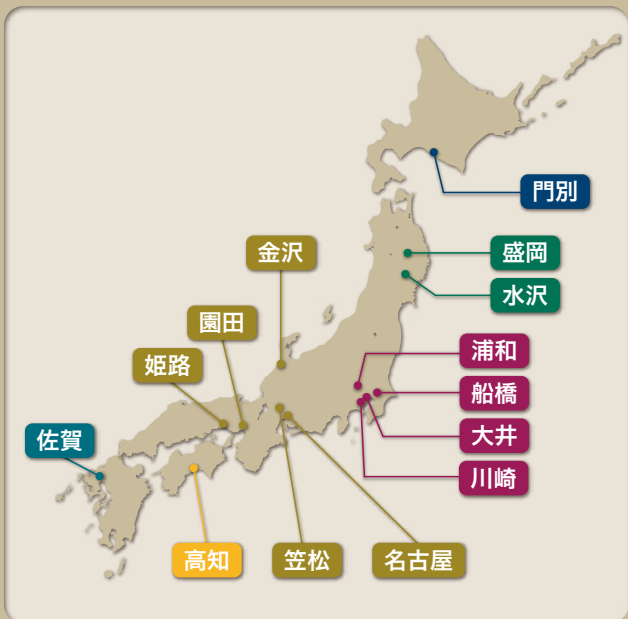 門別
盛岡
金沢
水沢
園田
浦和
姫路
船橋
大井
佐賀
川崎
高知
笠松
名古屋